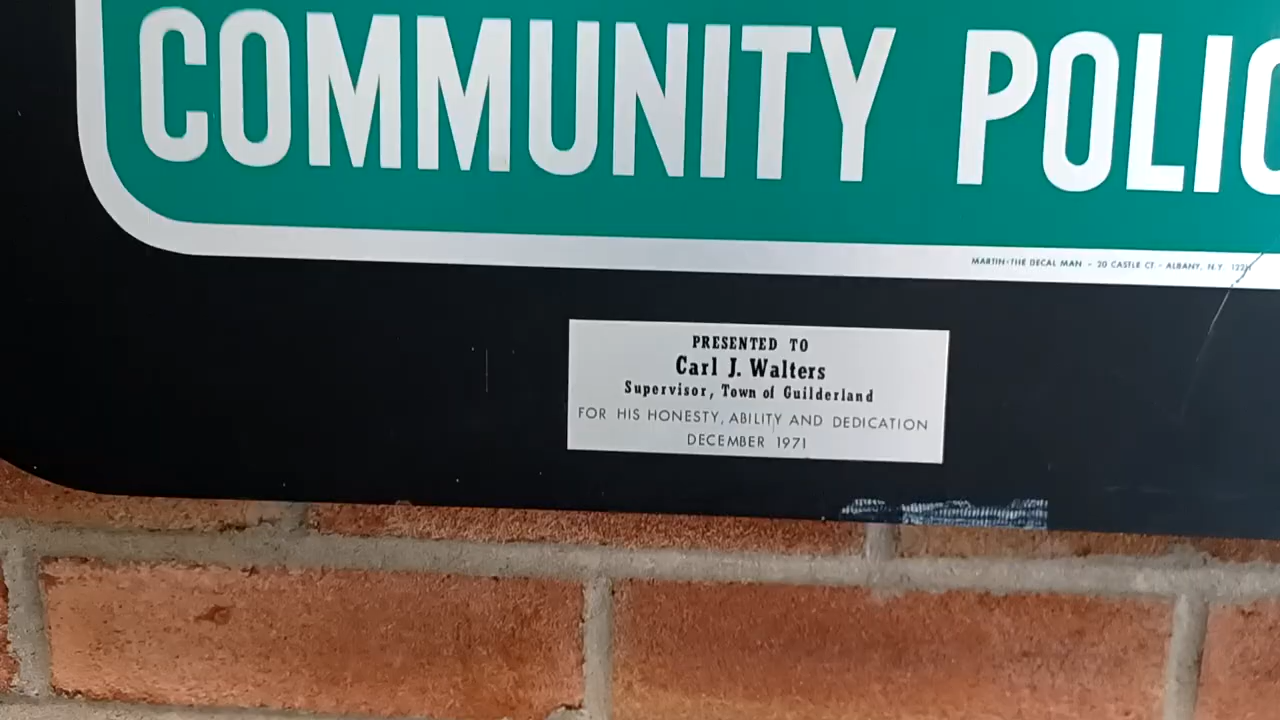 COMMUNITY
MARTIN-THE DECAL MAN - 20 CASTLE CT. - ALBANY, N.Y.
PRESENTED TO
Carl J. Walters
Supervisor, Town of Guilderland
FOR HIS HONESTY, ABILITY AND DEDICATION
DECEMBER 1971